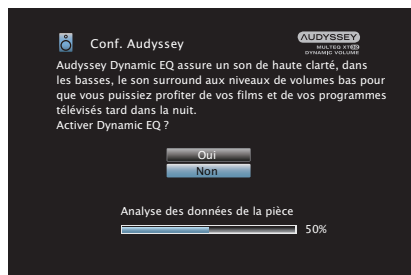 Conf. Audyssey
AUDYSSEY
MULTEQ XT32
DYNAMIC VOLUME
Audyssey Dynamic EQ assure un son de haute clarté, dans
les basses, le son surround aux niveaux de volumes bas pour
que vous puissiez profiter de vos films et de vos programmes
télévisés tard dans la nuit.
Activer Dynamic EQ ?
Oui
Non
Analyse des données de la pièce
50%